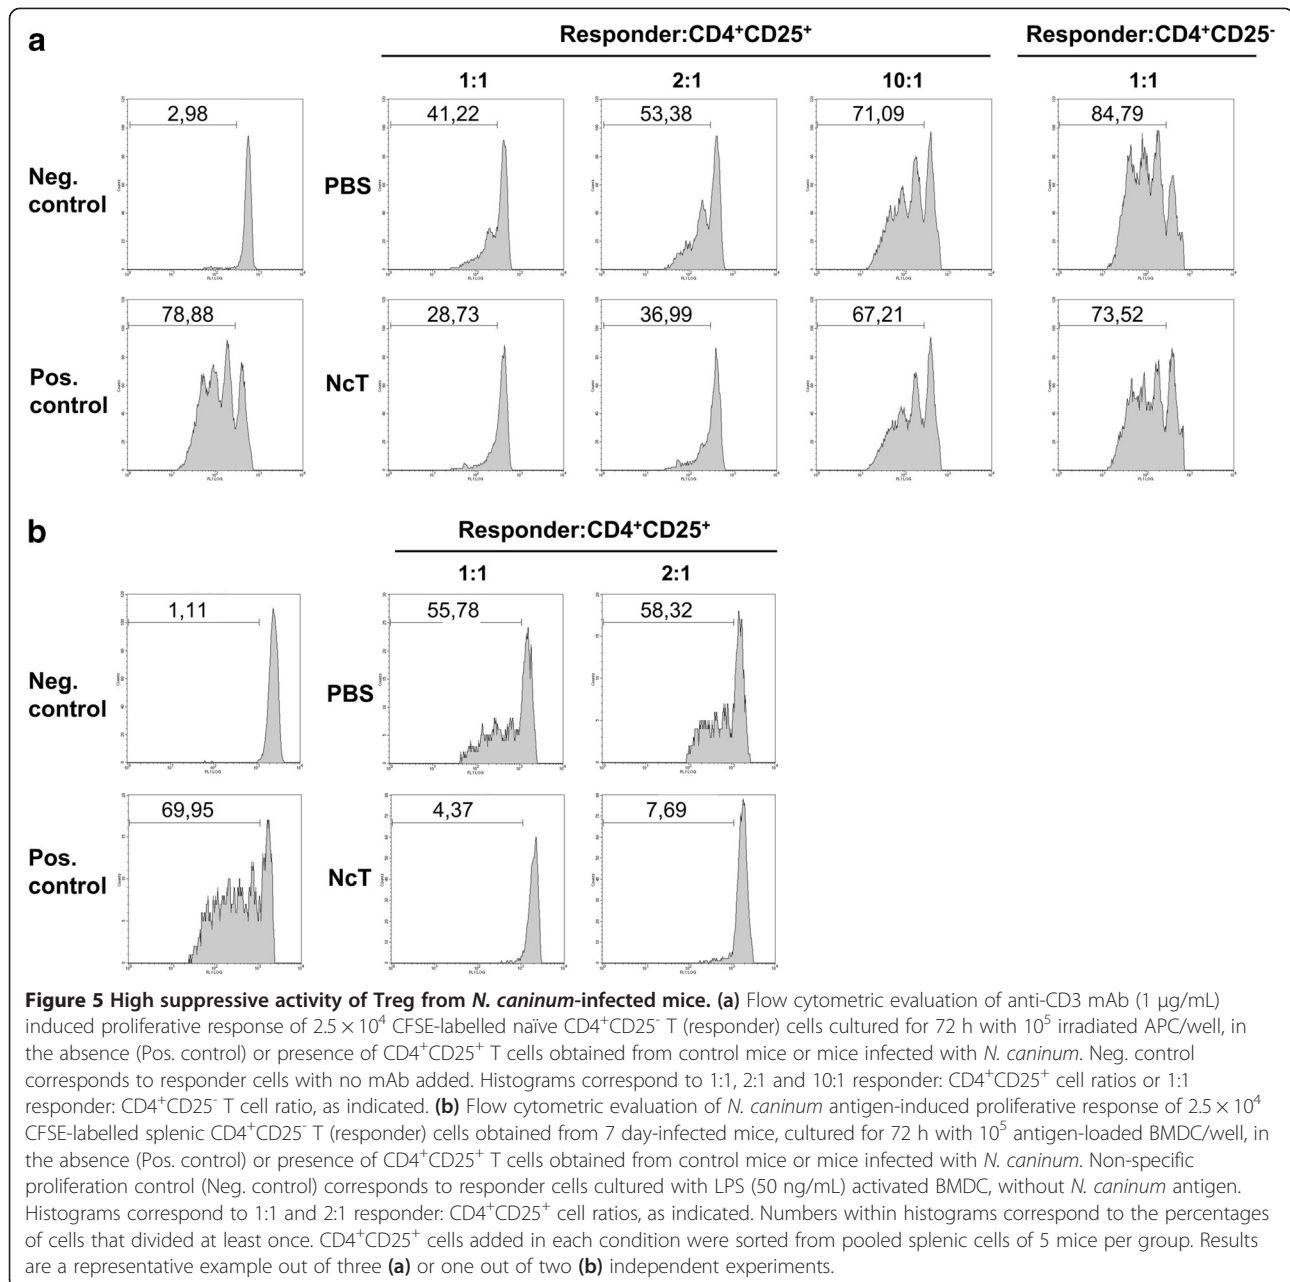 a
Responder:CD4⁺CD25⁺
Responder:CD4⁺CD25⁻
1:1
2:1
10:1
1:1
Neg.
control
2,98
PBS
41,22
53,38
71,09
84,79
Pos.
control
78,88
NcT
28,73
36,99
67,21
73,52
b
Responder:CD4⁺CD25⁺
1:1
2:1
Neg.
control
1,11
PBS
55,78
58,32
Pos.
control
69,95
NcT
4,37
7,69
Figure 5 High suppressive activity of Treg from N. caninum-infected mice. (a) Flow cytometric evaluation of anti-CD3 mAb (1 μg/mL)
induced proliferative response of 2.5 × 10⁴ CFSE-labelled naïve CD4⁺CD25⁻ T (responder) cells cultured for 72 h with 10⁵ irradiated APC/well, in
the absence (Pos. control) or presence of CD4⁺CD25⁺ T cells obtained from control mice or mice infected with N. caninum. Neg. control
corresponds to responder cells with no mAb added. Histograms correspond to 1:1, 2:1 and 10:1 responder: CD4⁺CD25⁺ cell ratios or 1:1
responder: CD4⁺CD25⁻ T cell ratio, as indicated. (b) Flow cytometric evaluation of N. caninum antigen-induced proliferative response of 2.5 × 10⁴
CFSE-labelled splenic CD4⁺CD25⁻ T (responder) cells obtained from 7 day-infected mice, cultured for 72 h with 10⁵ antigen-loaded BMDC/well, in
the absence (Pos. control) or presence of CD4⁺CD25⁺ T cells obtained from control mice or mice infected with N. caninum. Non-specific
proliferation control (Neg. control) corresponds to responder cells cultured with LPS (50 ng/mL) activated BMDC, without N. caninum antigen.
Histograms correspond to 1:1 and 2:1 responder: CD4⁺CD25⁺ cell ratios, as indicated. Numbers within histograms correspond to the percentages
of cells that divided at least once. CD4⁺CD25⁺ cells added in each condition were sorted from pooled splenic cells of 5 mice per group. Results
are a representative example out of three (a) or one out of two (b) independent experiments.